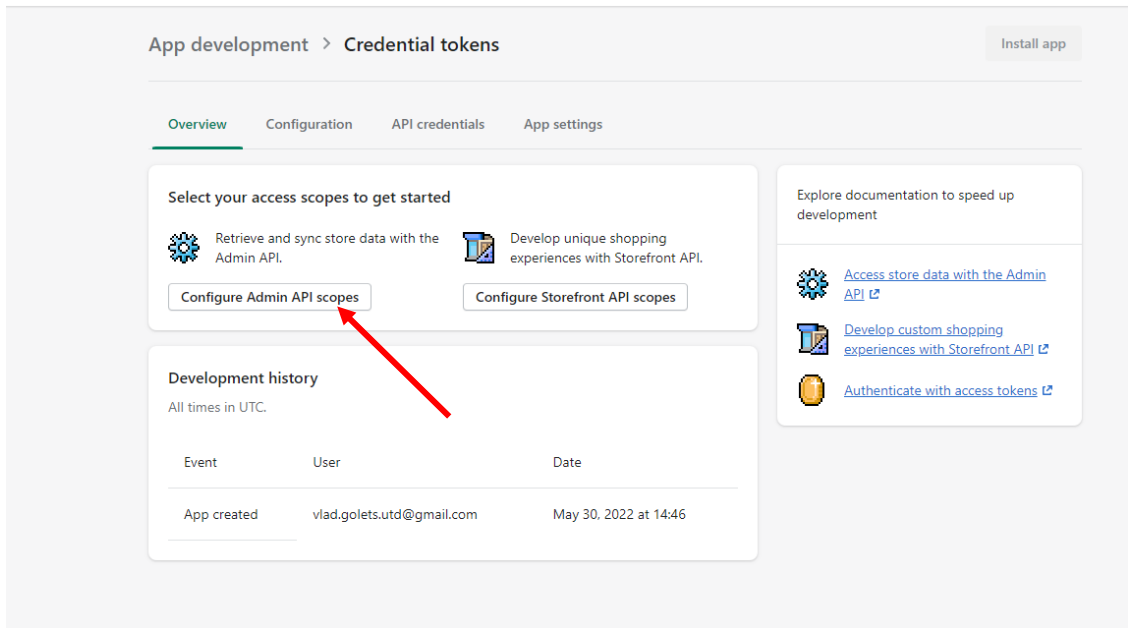 App development > Credential tokens
Install app
Overview
Configuration
API credentials
App settings
Select your access scopes to get started
Retrieve and sync store data with the
Admin API.
Configure Admin API scopes
Develop unique shopping
experiences with Storefront API.
Configure Storefront API scopes
Explore documentation to speed up
development
Access store data with the Admin
API
Develop custom shopping
experiences with Storefront API
Authenticate with access tokens
Development history
All times in UTC.
Event User Date
App created vlad.golets.utd@gmail.com May 30, 2022 at 14:46